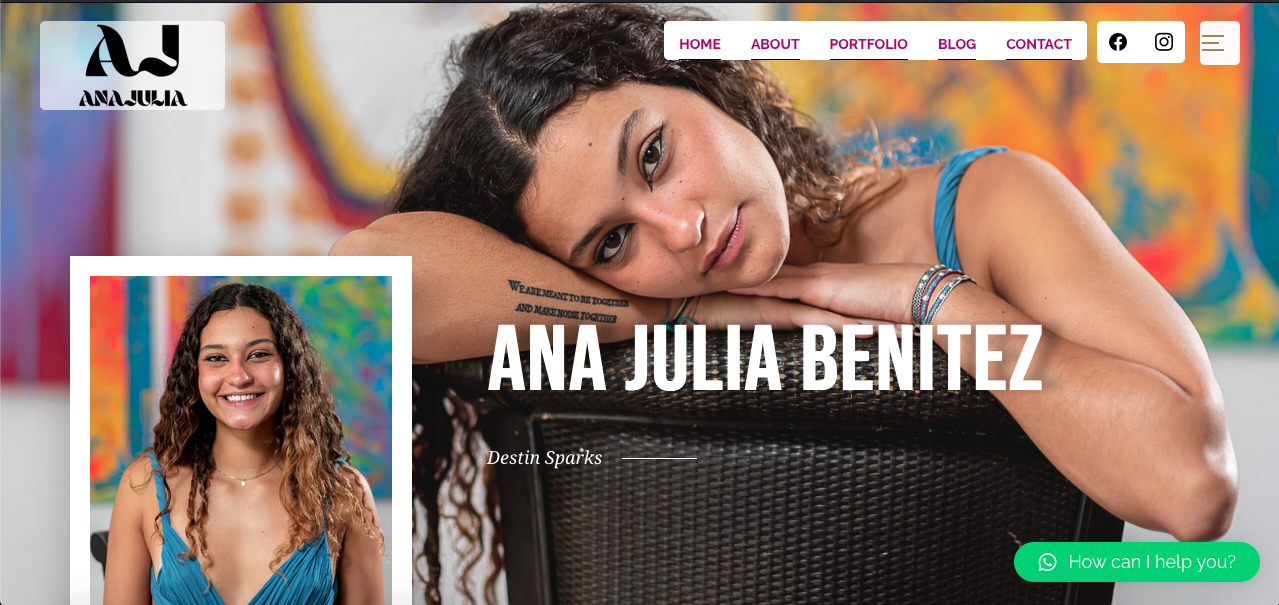 AJ
ANAJULIA
HOME ABOUT PORTFOLIO BLOG CONTACT
WE ARE MEANT TO BE TOGETHER
AND MAKE RODIE TOGETHER
ANA JULIA BENITEZ
Destin Sparks
How can I help you?